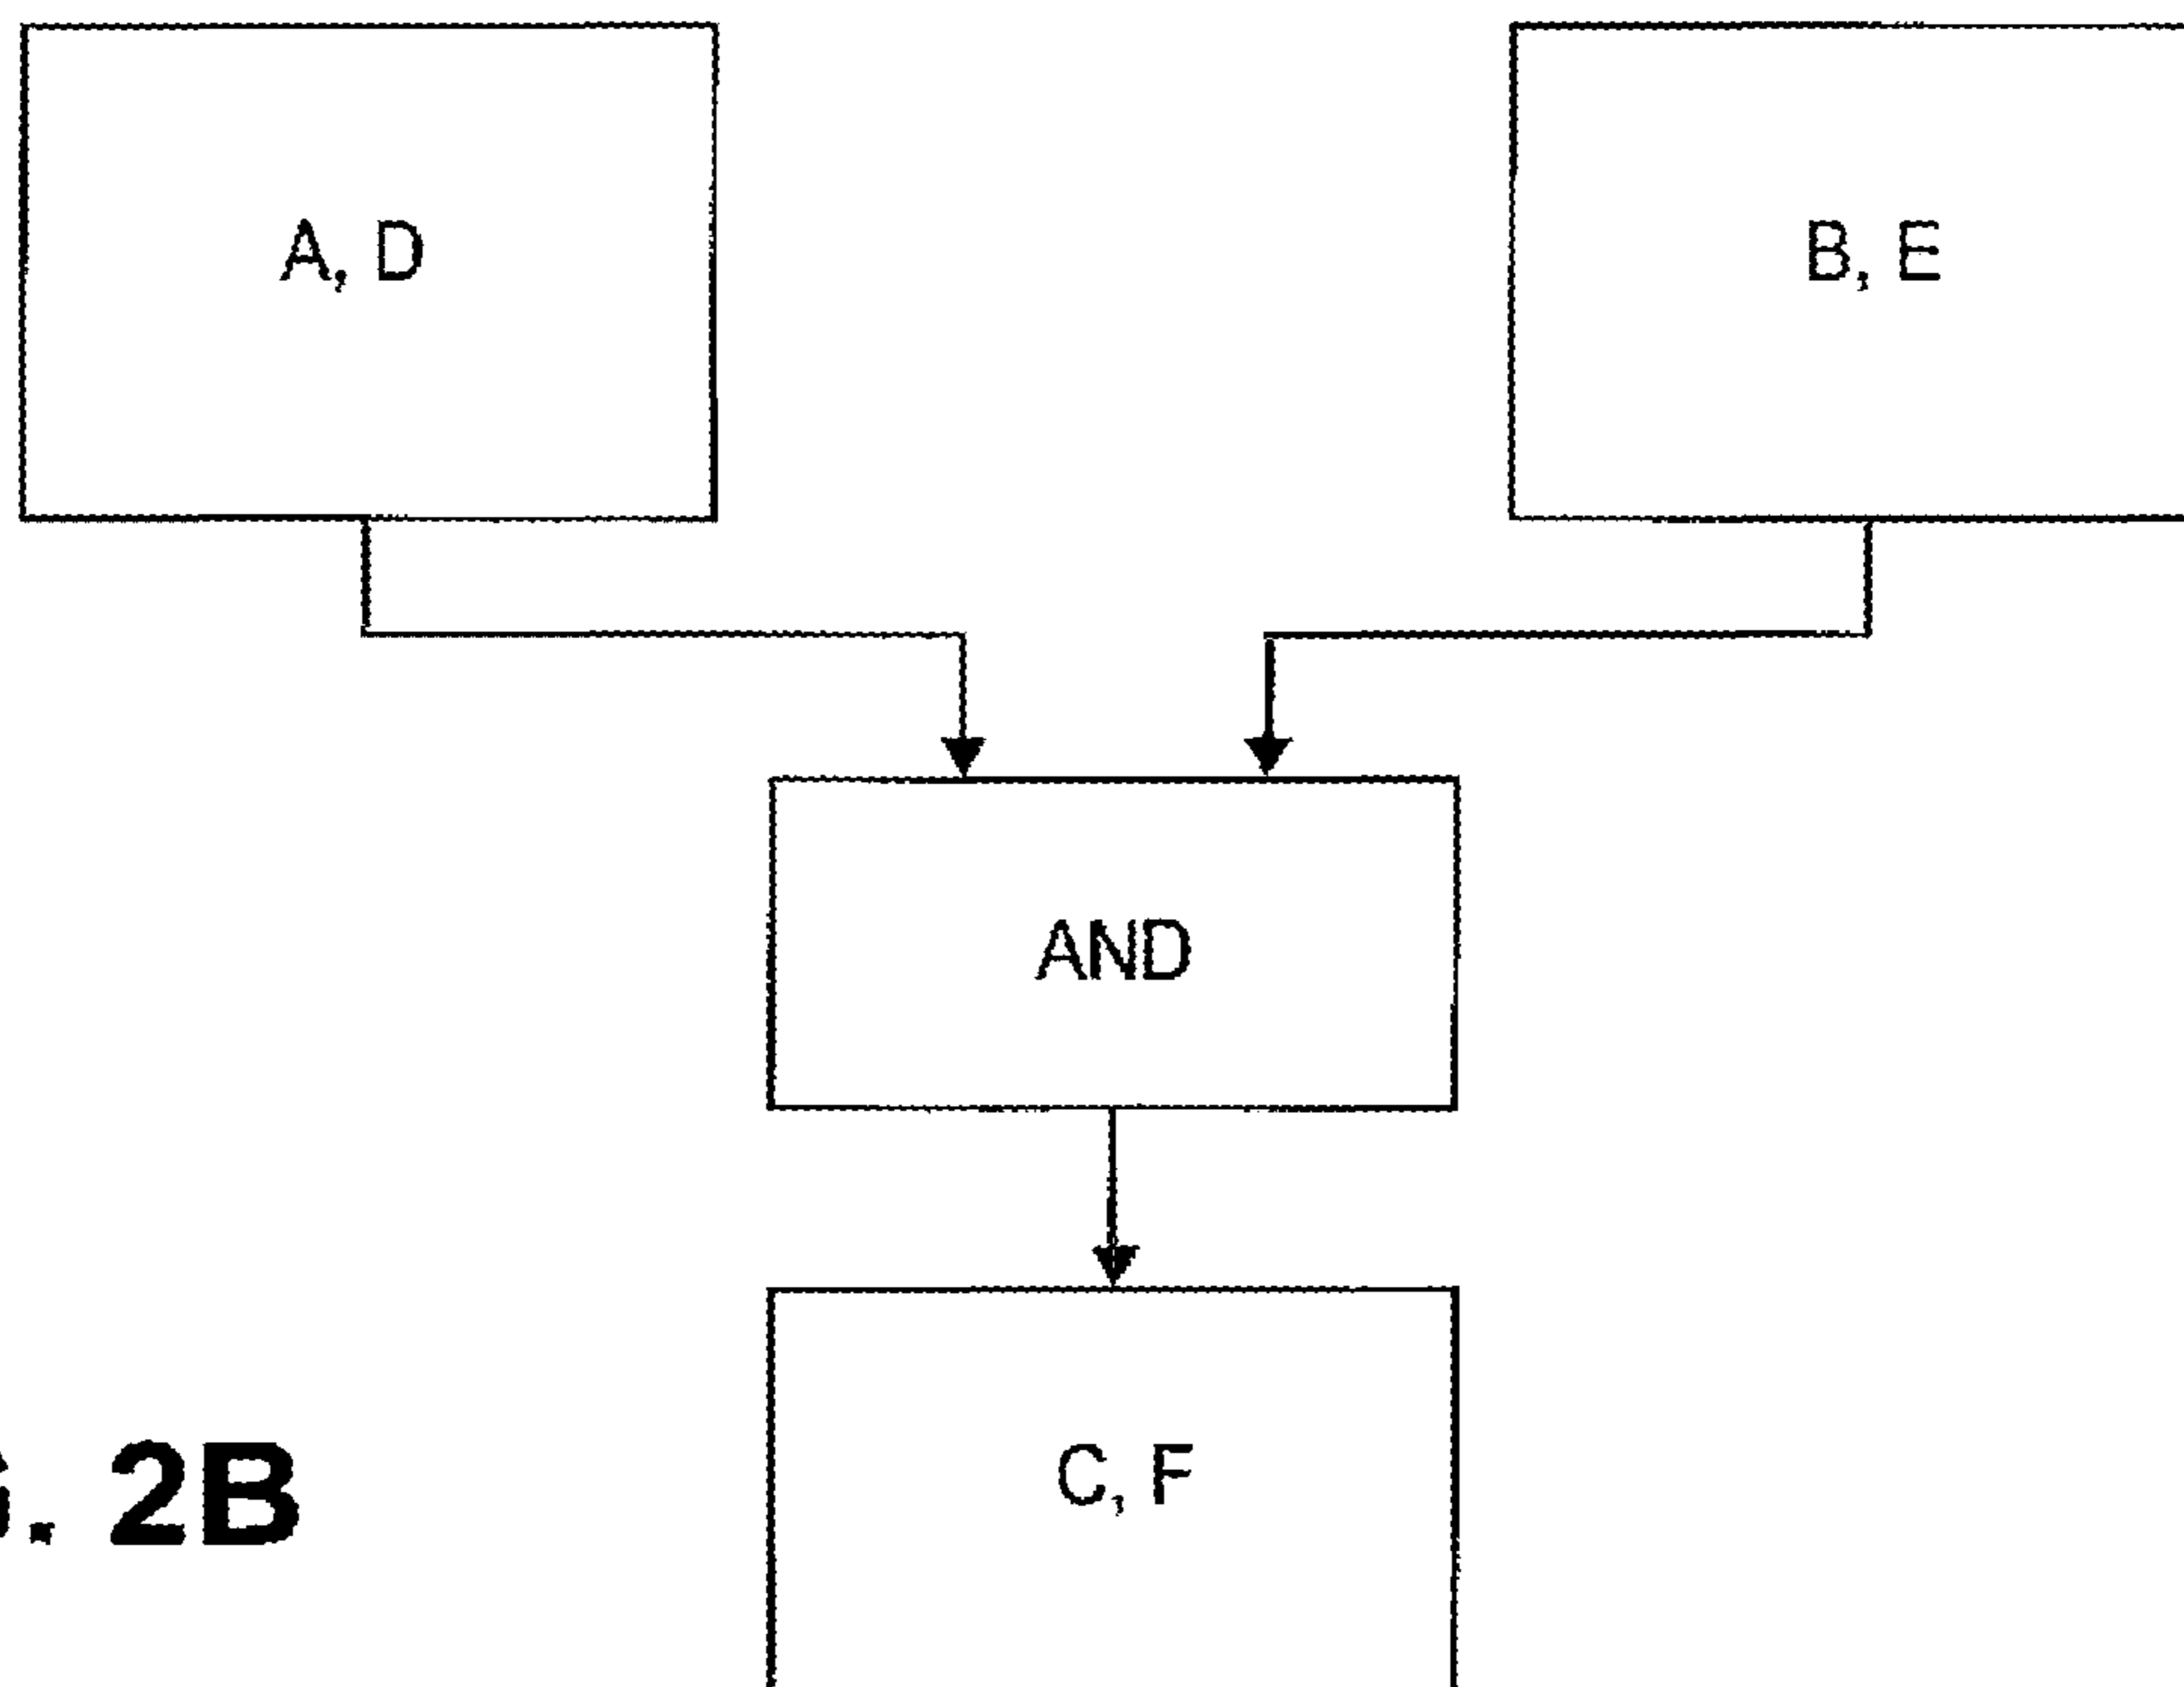 A, D
B, E
AND
C, F
. 2B